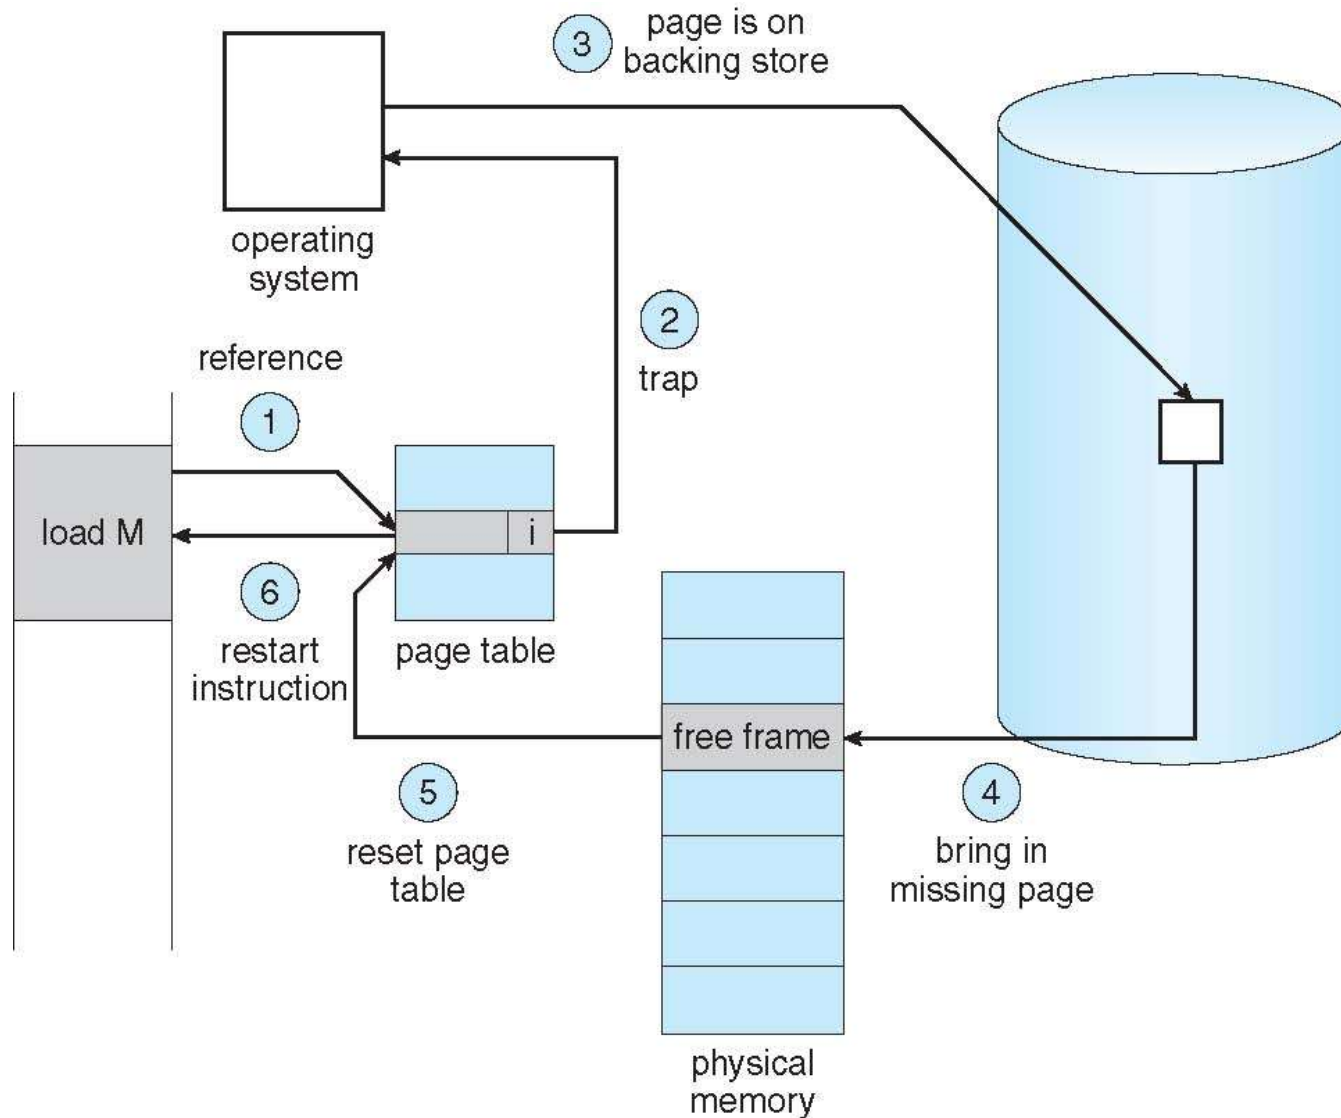 3
page is on
backing store
operating
system
2
trap
reference
1
load M
i
6
restart
instruction
page table
free frame
5
reset page
table
4
bring in
missing page
physical
memory